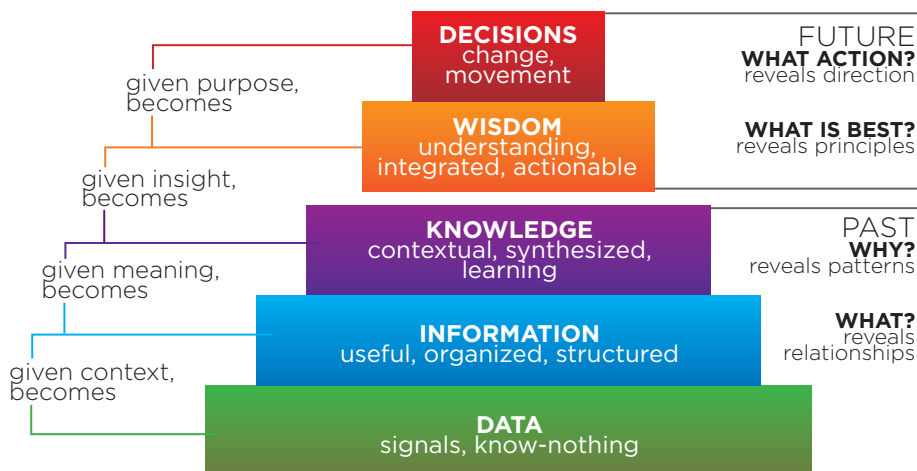 DECISIONS
change,
movement
FUTURE
WHAT ACTION?
reveals direction
given purpose,
becomes
WISDOM
understanding,
integrated, actionable
WHAT IS BEST?
reveals principles
given insight,
becomes
KNOWLEDGE
contextual, synthesized,
learning
PAST
WHY?
reveals patterns
given meaning,
becomes
INFORMATION
useful, organized, structured
WHAT?
reveals
relationships
given context,
becomes
DATA
signals, know-nothing